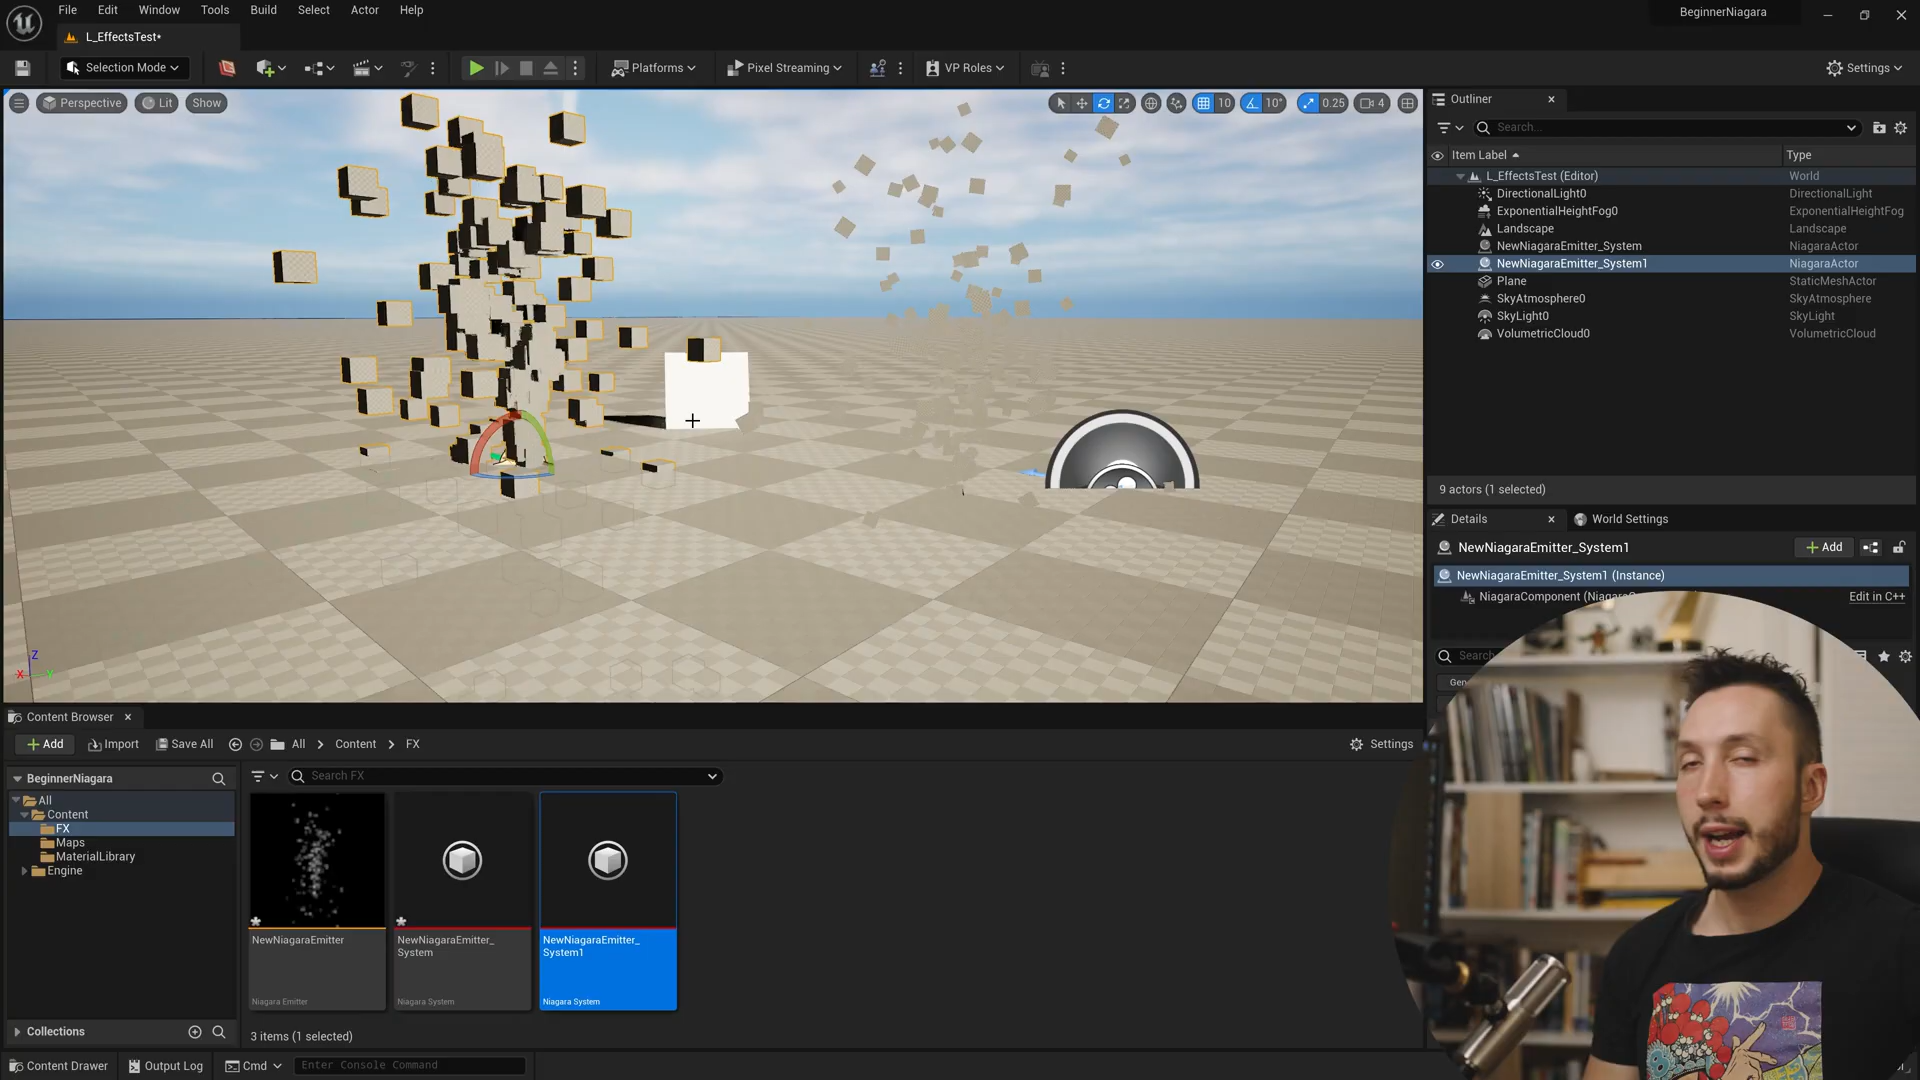 File Edit Window Tools Build Select Actor Help
BeginnerNiagara
L_EffectsTest*
Selection Mode
Platforms
Pixel Streaming
VP Roles
Settings
Perspective
Lit
Show
10
10°
0.25
4
Outliner
Search...
Item Label
Type
L_EffectsTest (Editor)
World
DirectionalLight0
DirectionalLight
ExponentialHeightFog0
ExponentialHeightFog
Landscape
Landscape
NewNiagaraEmitter_System
NiagaraActor
NewNiagaraEmitter_System1
NiagaraActor
Plane
StaticMeshActor
SkyAtmosphere0
SkyAtmosphere
SkyLight0
SkyLight
VolumetricCloud0
VolumetricCloud
9 actors (1 selected)
Details
World Settings
NewNiagaraEmitter_System1
Add
NewNiagaraEmitter_System1 (Instance)
NiagaraComponent
Edit in C++
Search
Z
X
Y
Content Browser
Add
Import
Save All
All
Content
FX
Settings
BeginnerNiagara
Search FX
All
Content
FX
Maps
MaterialLibrary
Engine
NewNiagaraEmitter
Niagara Emitter
NewNiagaraEmitter_
System
Niagara System
NewNiagaraEmitter_
System1
Niagara System
Collections
3 items (1 selected)
Content Drawer
Output Log
Cmd
Enter Console Command